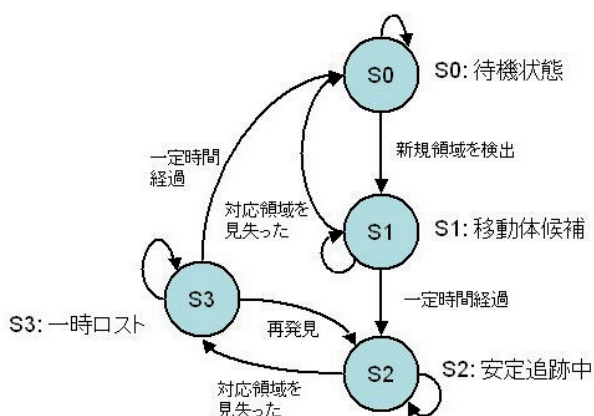 S0
S0: 待機状態
新規領域を検出
一定時間
経過
対応領域を
見失った
S1
S1: 移動体候補
一定時間経過
S3
S3: 一時ロスト
再発見
S2
S2: 安定追跡中
対応領域を
見失った